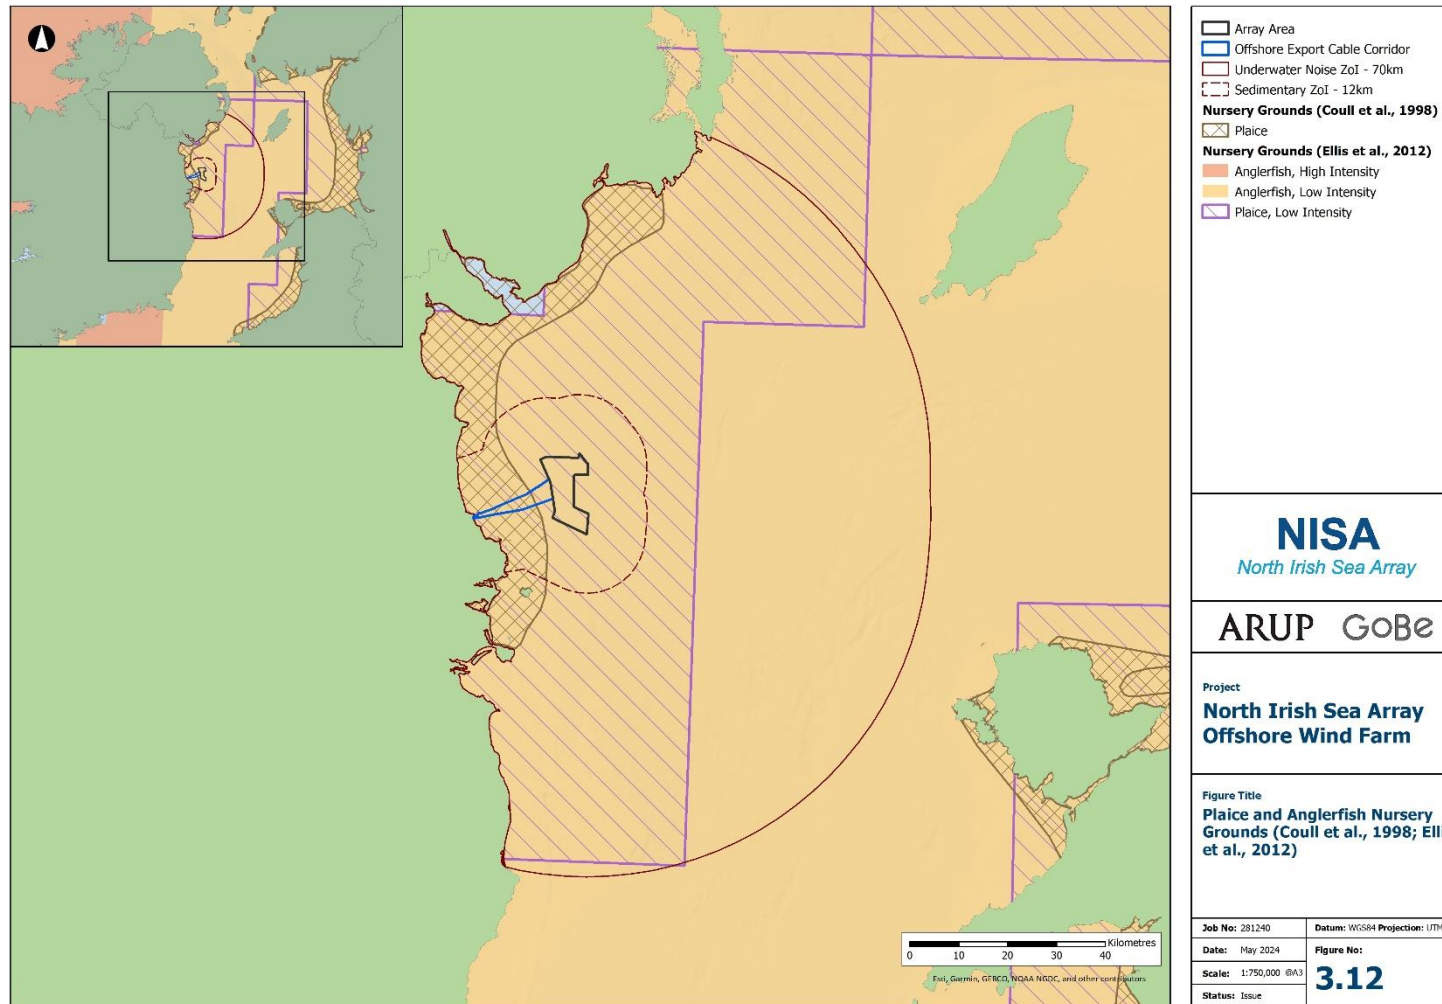 Array Area
Offshore Export Cable Corridor
Underwater Noise ZoI - 70km
Sedimentary ZoI - 12km
Nursery Grounds (Coull et al., 1998)
Plaice
Nursery Grounds (Ellis et al., 2012)
Anglerfish, High Intensity
Anglerfish, Low Intensity
Plaice, Low Intensity
NISA
North Irish Sea Array
ARUP GoBe
Project
North Irish Sea Array
Offshore Wind Farm
Figure Title
Plaice and Anglerfish Nursery
Grounds (Coull et al., 1998; Ell
et al., 2012)
Job No: 281240
Datum: WGS84 Projection: UTM
Date: May 2024
Figure No:
Scale: 1:750,000 @A3
3.12
Status: Issue
Kilometres
0 10 20 30 40
Esri, Garmin, GEBCO, NOAA NGDC, and other contributors